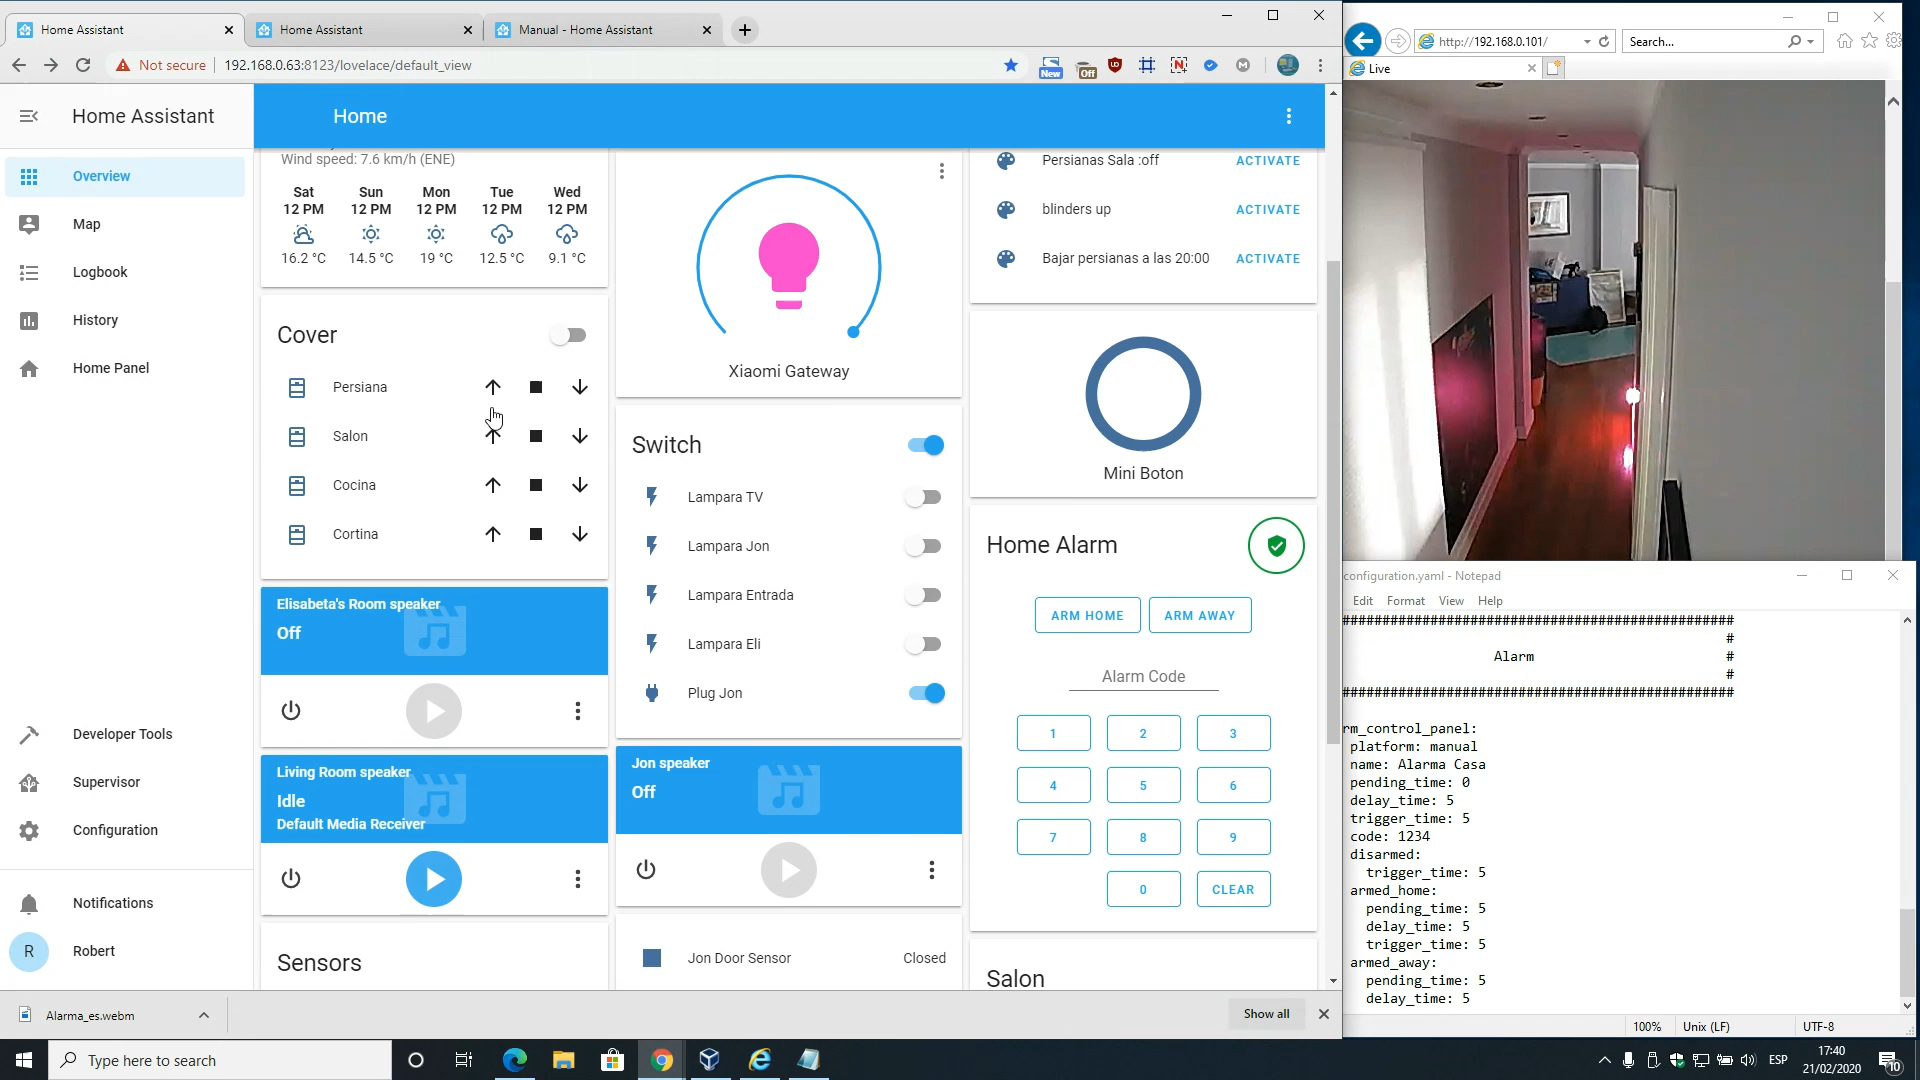 Home Assistant
Home Assistant
Manual - Home Assistant
Not secure
192.168.0.63:8123/lovelace/default_view
New
Off
http://192.168.0.101/
Search...
Live
Home Assistant
Overview
Map
Logbook
History
Home Panel
Developer Tools
Supervisor
Configuration
Notifications
R
Robert
Home
Wind speed: 7.6 km/h (ENE)
Sat Sun Mon Tue Wed
12 PM 12 PM 12 PM 12 PM 12 PM
16.2 °C 14.5 °C 19 °C 12.5 °C 9.1 °C
Cover
Persiana
Salon
Cocina
Cortina
Elisabeta's Room speaker
Off
Living Room speaker
Idle
Default Media Receiver
Sensors
Xiaomi Gateway
Switch
Lampara TV
Lampara Jon
Lampara Entrada
Lampara Eli
Plug Jon
Jon speaker
Off
Jon Door Sensor Closed
Persianas Sala :off ACTIVATE
blinders up ACTIVATE
Bajar persianas a las 20:00 ACTIVATE
Mini Boton
Home Alarm
ARM HOME ARM AWAY
Alarm Code
1 2 3
4 5 6
7 8 9
0 CLEAR
Salon
configuration.yaml - Notepad
Edit Format View Help
################################################
#
Alarm #
#
################################################
rm_control_panel:
platform: manual
name: Alarma Casa
pending_time: 0
delay_time: 5
trigger_time: 5
code: 1234
disarmed:
trigger_time: 5
armed_home:
pending_time: 5
delay_time: 5
trigger_time: 5
armed_away:
pending_time: 5
delay_time: 5
100% Unix (LF) UTF-8
Alarma_es.webm
Show all
Type here to search
ESP
17:40
21/02/2020
10